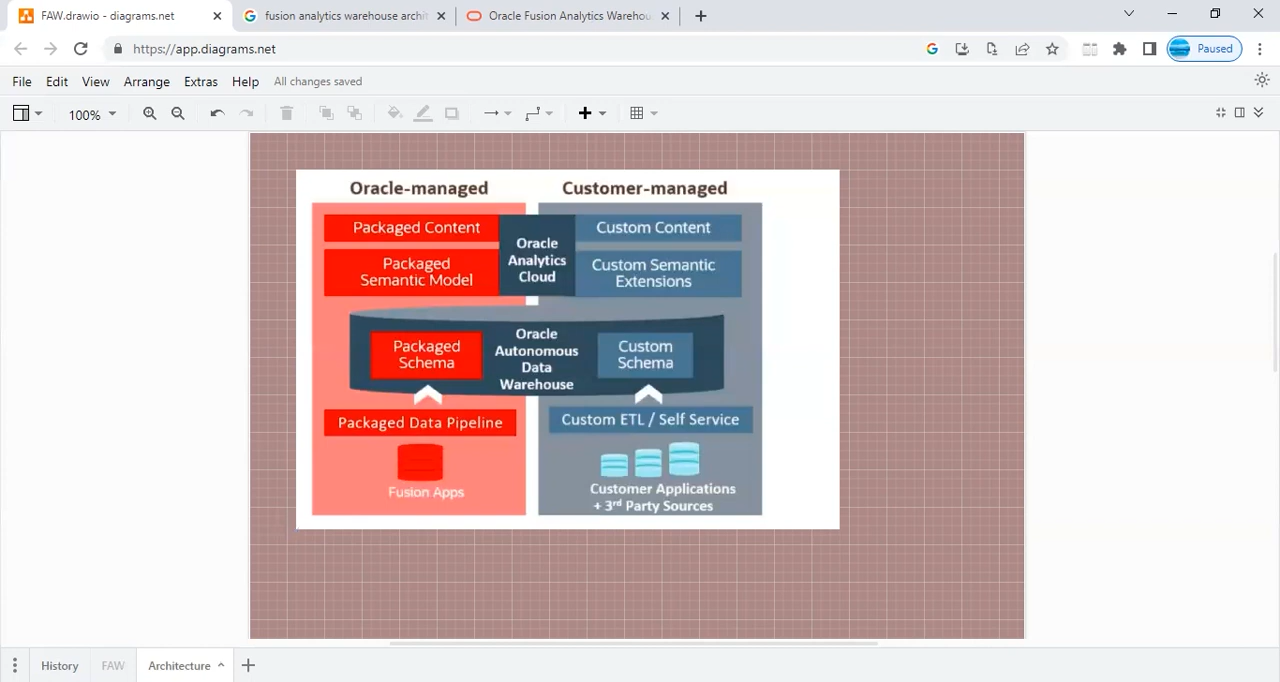 FAW.drawio - diagrams.net
fusion analytics warehouse archi
Oracle Fusion Analytics Warehou
https://app.diagrams.net
Paused
File Edit View Arrange Extras Help All changes saved
100%
Oracle-managed
Customer-managed
Packaged Content
Packaged
Semantic Model
Oracle
Analytics
Cloud
Custom Content
Custom Semantic
Extensions
Packaged
Schema
Oracle
Autonomous
Data
Warehouse
Custom
Schema
Packaged Data Pipeline
Custom ETL / Self Service
Fusion Apps
Customer Applications
+ 3rd Party Sources
History FAW Architecture